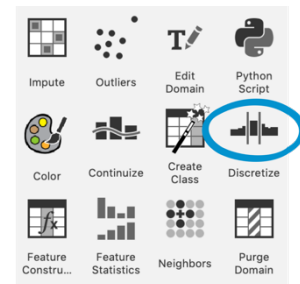 Impute
Outliers
Edit
Domain
Python
Script
Color
Continuize
Create
Class
Discretize
Feature
Constru...
Feature
Statistics
Neighbors
Purge
Domain